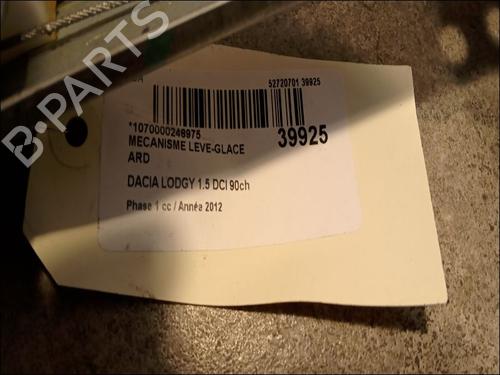 52720701 39925
*1070000246975
39925
MECANISME LEVE-GLACE
ARD
DACIA LODGY 1.5 DCI 90ch
Phase 1 cc / Année 2012
B-PARTS